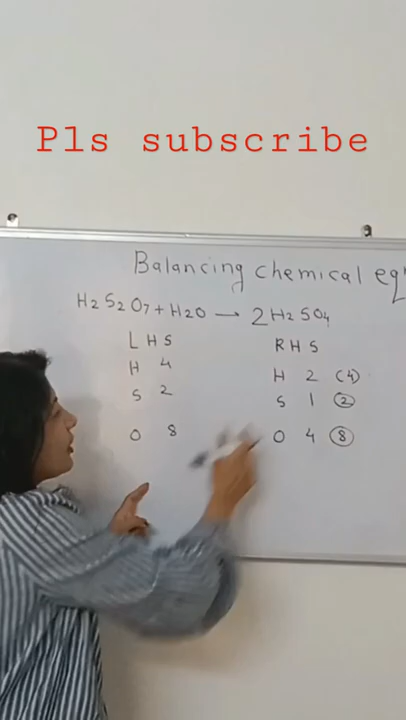 Pls subscribe
Balancing chemical eq
H2S2O7 + H2O → 2H2SO4
LHS RHS
H 4 H 2 (4)
S 2 S 1 2
O 8 O 4 8